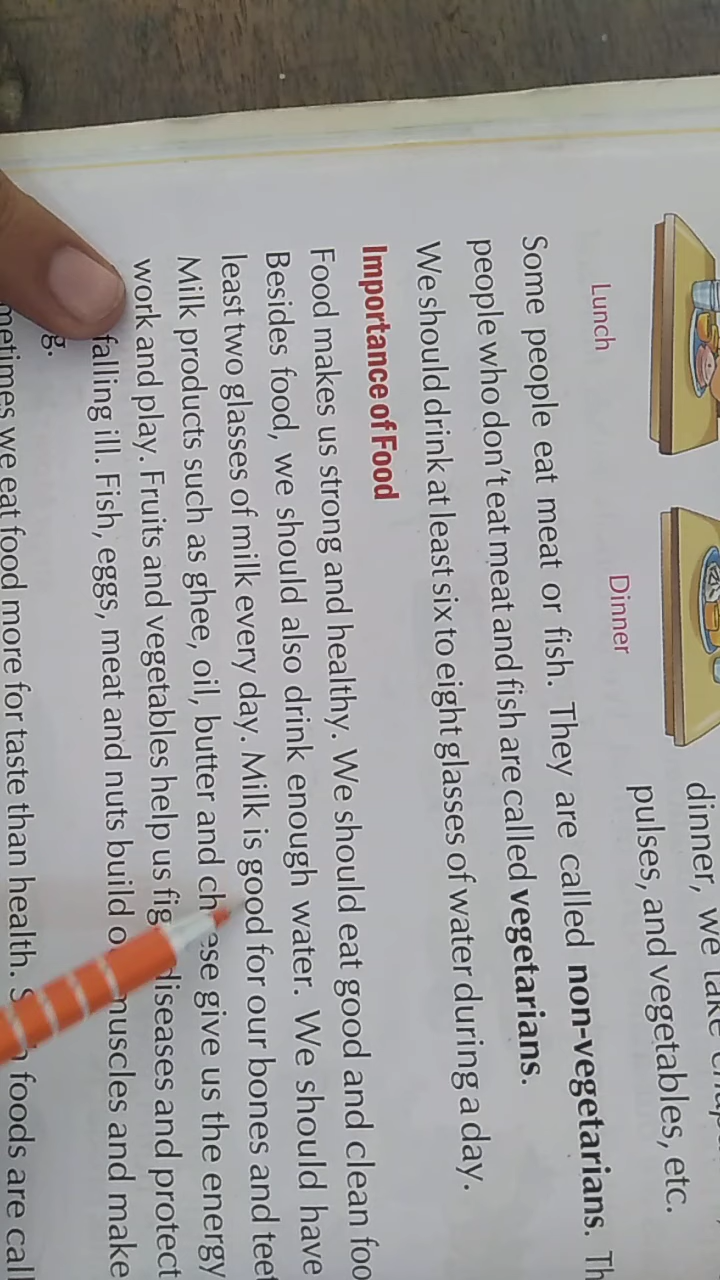 dinner, we take
pulses, and vegetables, etc.
Lunch
Dinner
Some people eat meat or fish. They are called non-vegetarians.
people who don't eat meat and fish are called vegetarians.
We should drink at least six to eight glasses of water during a day.
Importance of Food
Food makes us strong and healthy. We should eat good and clean foo
Besides food, we should also drink enough water. We should have
least two glasses of milk every day. Milk is good for our bones and teet
Milk products such as ghee, oil, butter and cheese give us the energy
work and play. Fruits and vegetables help us fig diseases and protect
falling ill. Fish, eggs, meat and nuts build o muscles and make
g.
metimes we eat food more for taste than health. foods are call